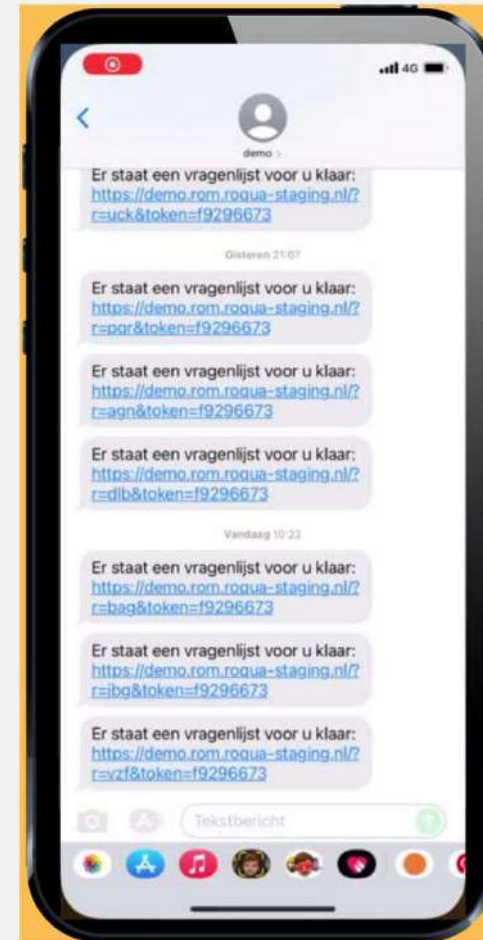 4G
demo >
Er staat een vragenlijst voor u klaar:
https://demo.rom.roqua-staging.nl/?
r=uck&token=f9296673
Gisteren 21:07
Er staat een vragenlijst voor u klaar:
https://demo.rom.roqua-staging.nl/?
r=pqr&token=f9296673
Er staat een vragenlijst voor u klaar:
https://demo.rom.roqua-staging.nl/?
r=agn&token=f9296673
Er staat een vragenlijst voor u klaar:
https://demo.rom.roqua-staging.nl/?
r=dlb&token=f9296673
Vandaag 10:22
Er staat een vragenlijst voor u klaar:
https://demo.rom.roqua-staging.nl/?
r=bag&token=f9296673
Er staat een vragenlijst voor u klaar:
https://demo.rom.roqua-staging.nl/?
r=jbg&token=f9296673
Er staat een vragenlijst voor u klaar:
https://demo.rom.roqua-staging.nl/?
r=vzf&token=f9296673
Tekstbericht